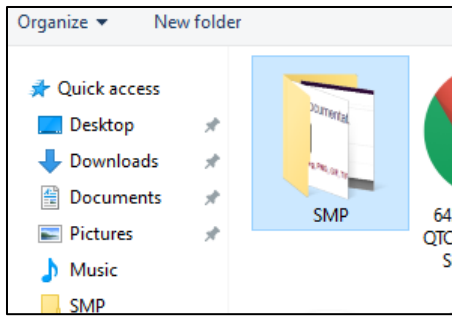 Organize New folder
Quick access
Desktop
Downloads
Documents
Pictures
Music
SMP
SMP
64
QTC
S